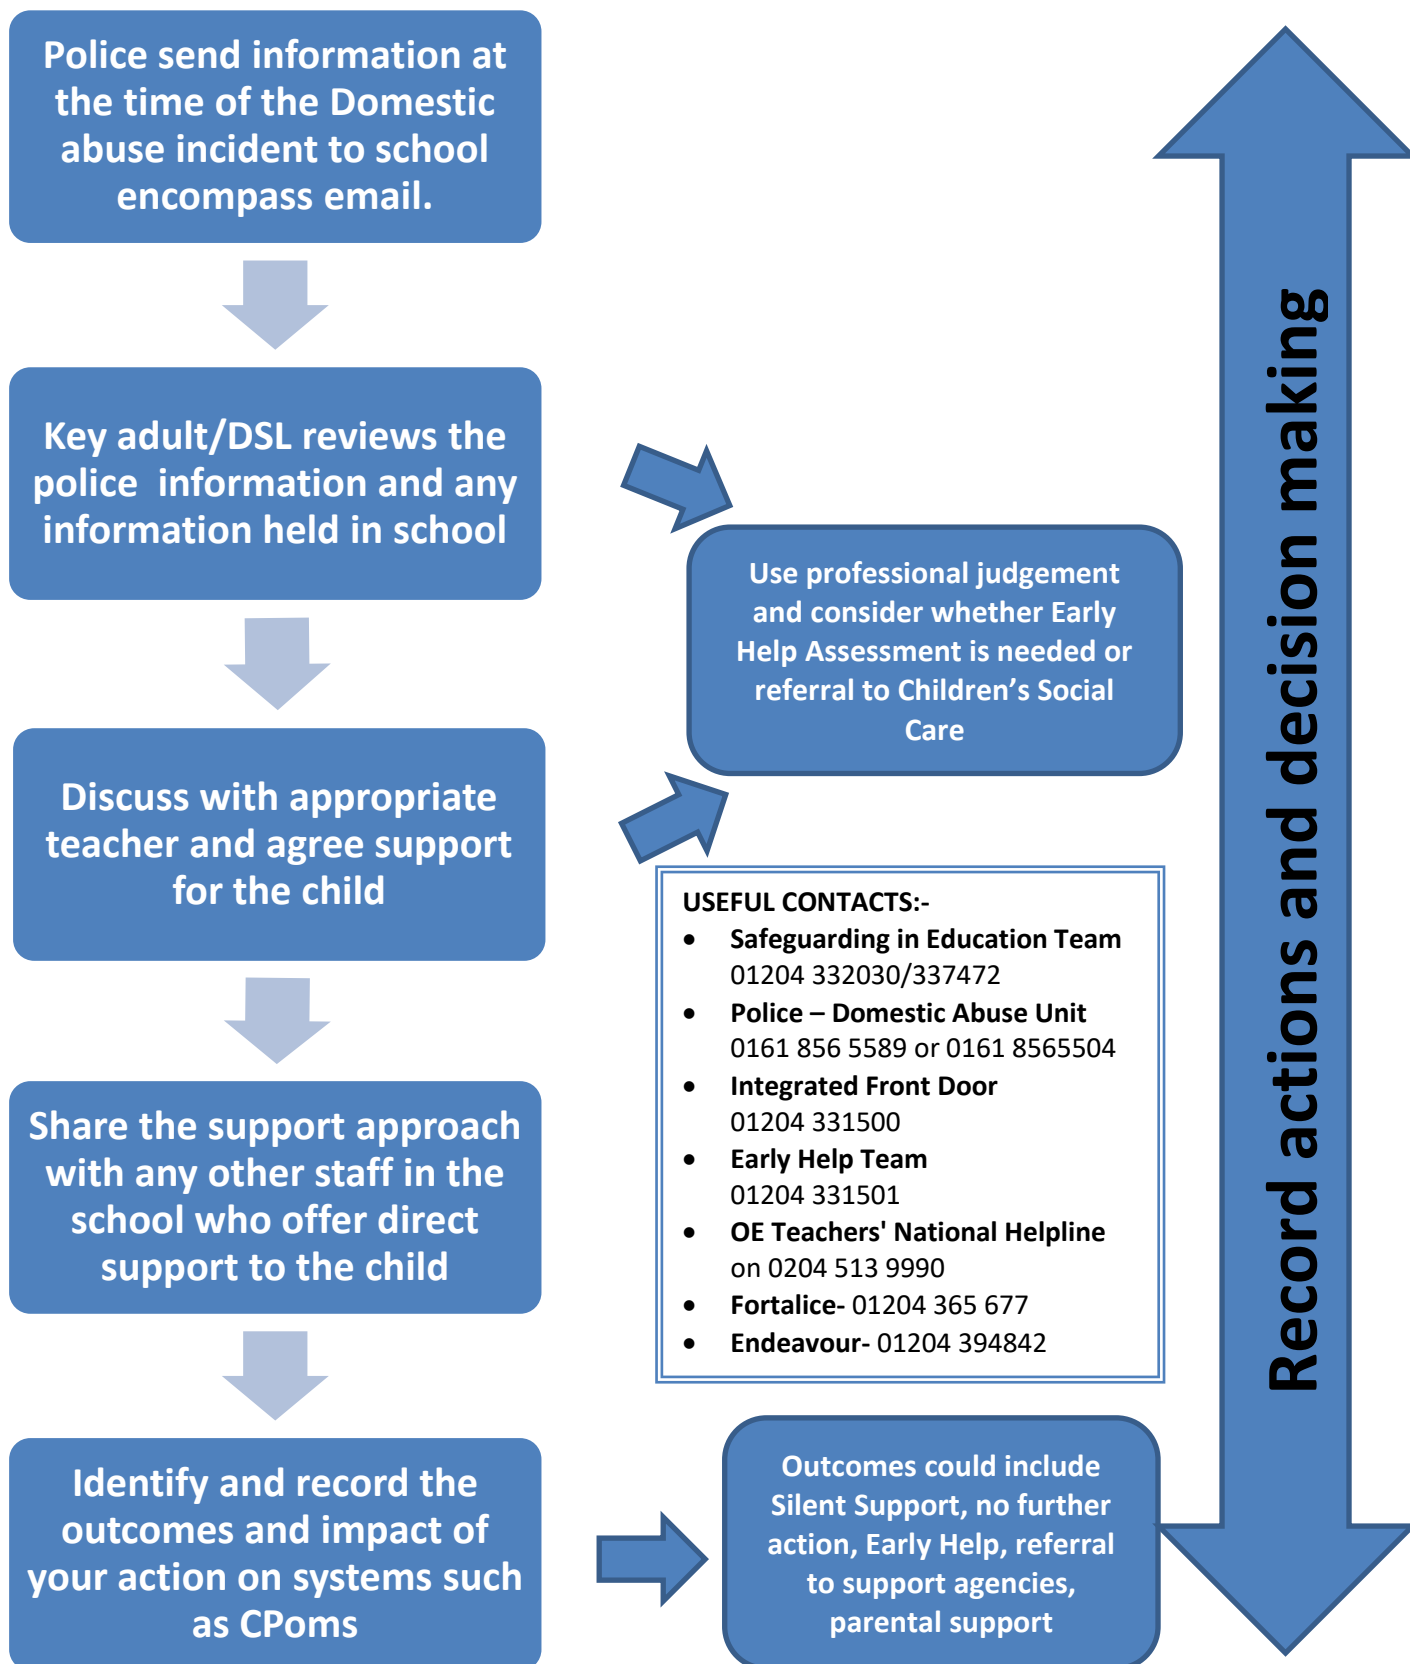 Police send information at
the time of the Domestic
abuse incident to school
encompass email.
Key adult/DSL reviews the
police  information and any
information held in school
Use professional judgement
and consider whether Early
Help Assessment is needed or
referral to Children’s Social
Care
Discuss with appropriate
teacher and agree support
for the child
USEFUL CONTACTS:-
• Safeguarding in Education Team
01204 332030/337472
• Police – Domestic Abuse Unit
0161 856 5589 or 0161 8565504
• Integrated Front Door
01204 331500
• Early Help Team
01204 331501
• OE Teachers' National Helpline
on 0204 513 9990
• Fortalice- 01204 365 677
• Endeavour- 01204 394842
Share the support approach
with any other staff in the
school who offer direct
support to the child
Identify and record the
outcomes and impact of
your action on systems such
as CPoms
Outcomes could include
Silent Support, no further
action, Early Help, referral
to support agencies,
parental support
Record actions and decision making